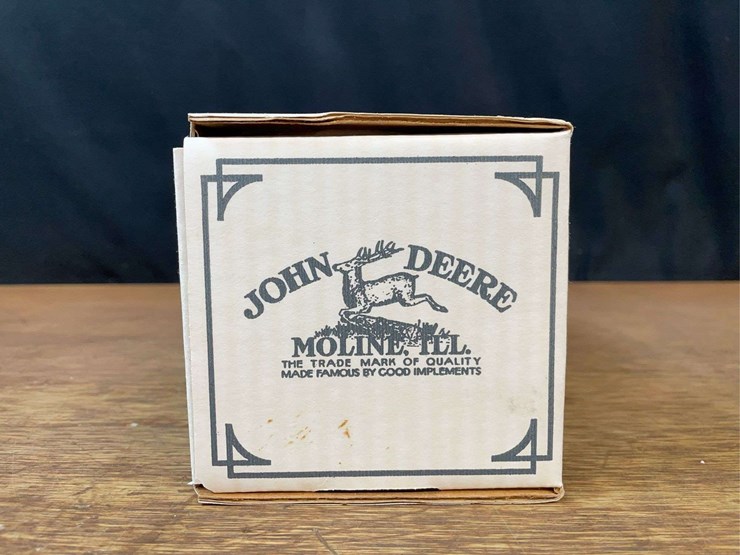 JOHN DEERE
MOLINE, ILL.
THE TRADE MARK OF QUALITY
MADE FAMOUS BY GOOD IMPLEMENTS